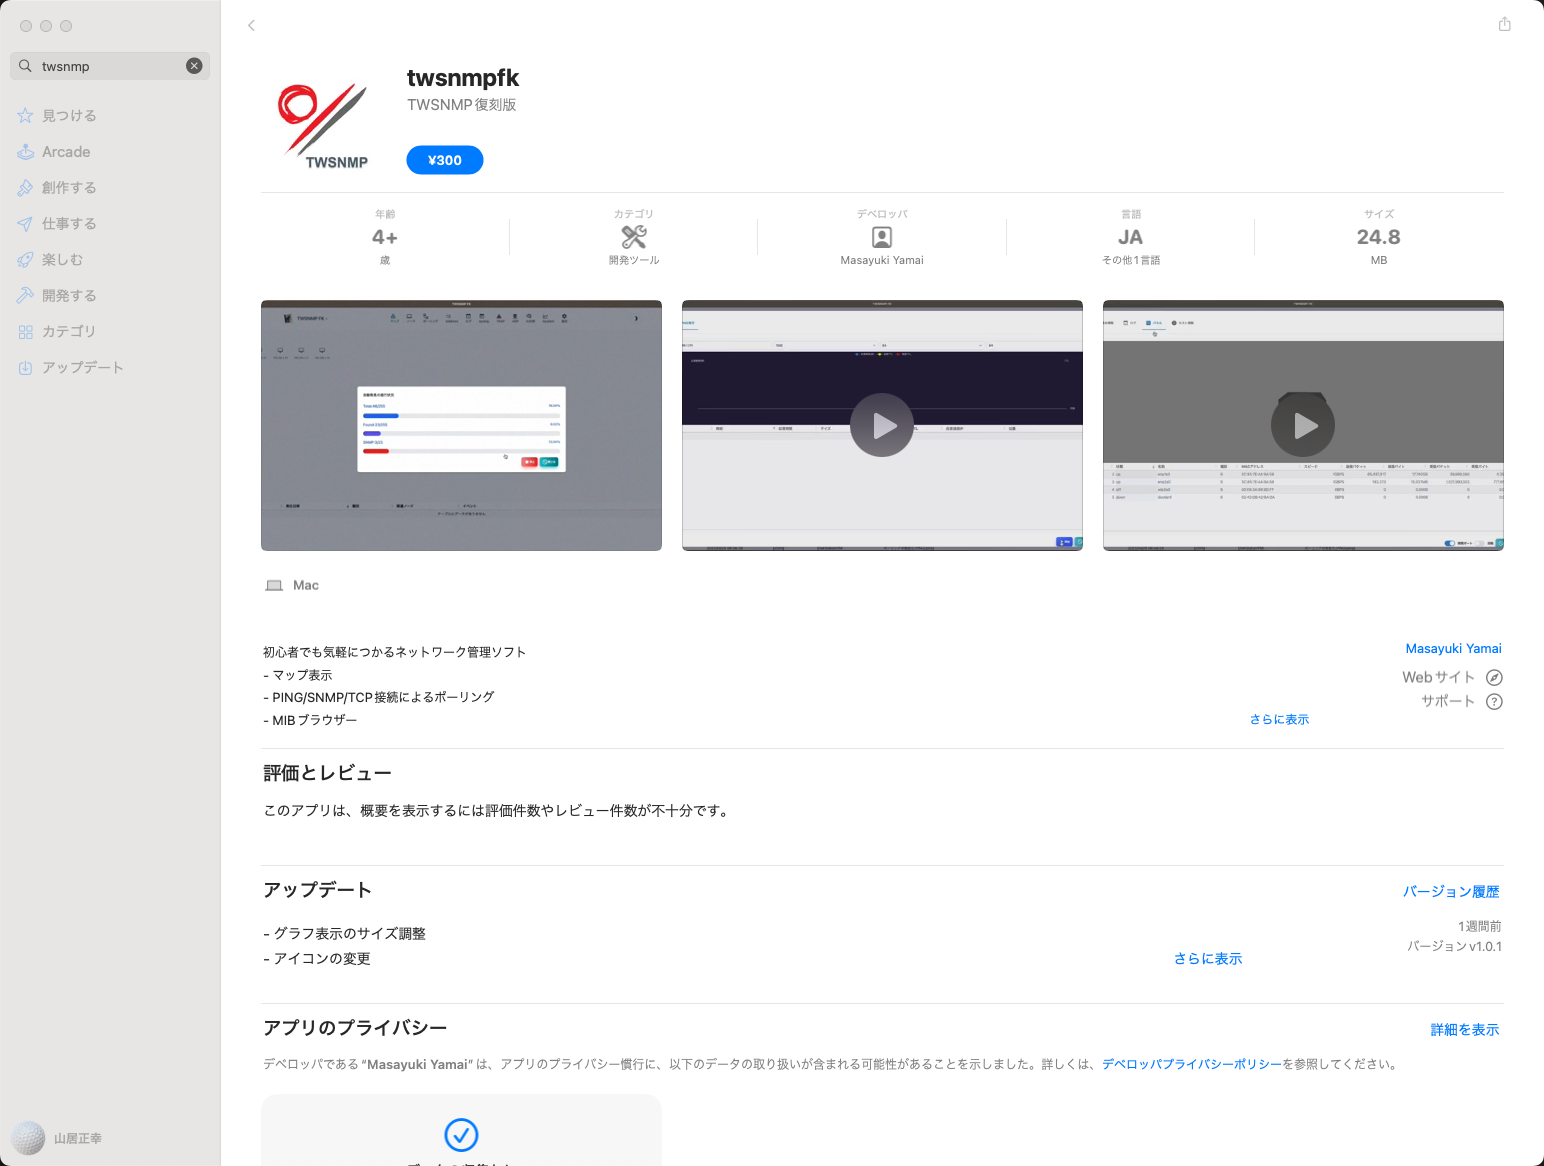 twsnmp
見つける
Arcade
創作する
仕事する
楽しむ
開発する
カテゴリ
アップデート
山居正幸
TWSNMP
twsnmpfk
TWSNMP復刻版
¥300
年齢
4+
歳
カテゴリ
開発ツール
デベロッパ
Masayuki Yamai
言語
JA
その他1言語
サイズ
24.8
MB
Mac
初心者でも気軽につかるネットワーク管理ソフト
- マップ表示
- PING/SNMP/TCP接続によるポーリング
- MIBブラウザー
さらに表示
Masayuki Yamai
Webサイト
サポート
評価とレビュー
このアプリは、概要を表示するには評価件数やレビュー件数が不十分です。
アップデート
バージョン履歴
- グラフ表示のサイズ調整
- アイコンの変更
さらに表示
1週間前
バージョン v1.0.1
アプリのプライバシー
詳細を表示
デベロッパである“Masayuki Yamai”は、アプリのプライバシー慣行に、以下のデータの取り扱いが含まれる可能性があることを示しました。詳しくは、デベロッパプライバシーポリシーを参照してください。